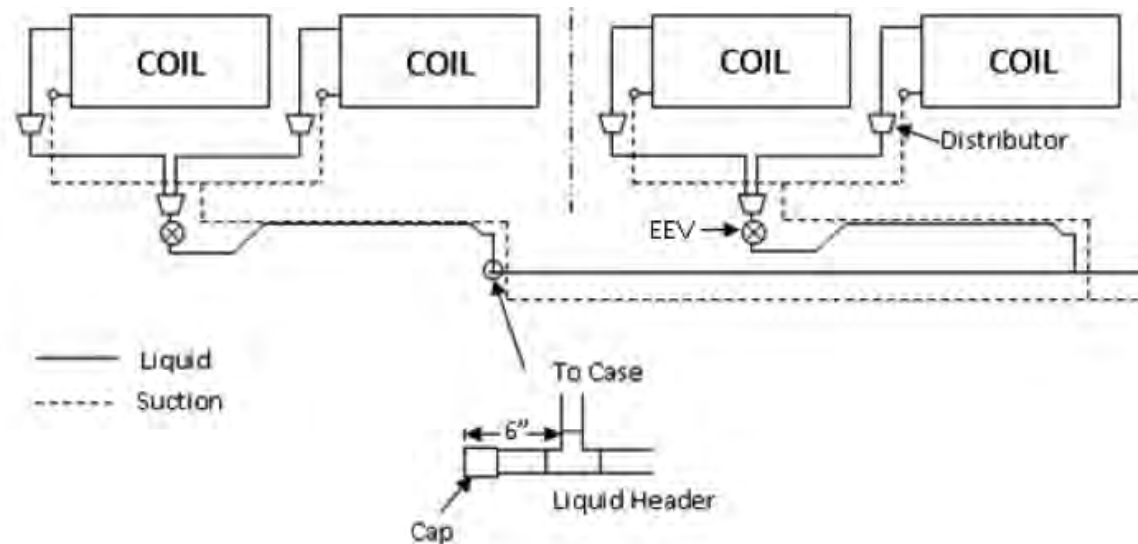 COIL
COIL
COIL
COIL
Distributor
EEV
Liquid
Suction
To Case
6”
Liquid Header
Cap